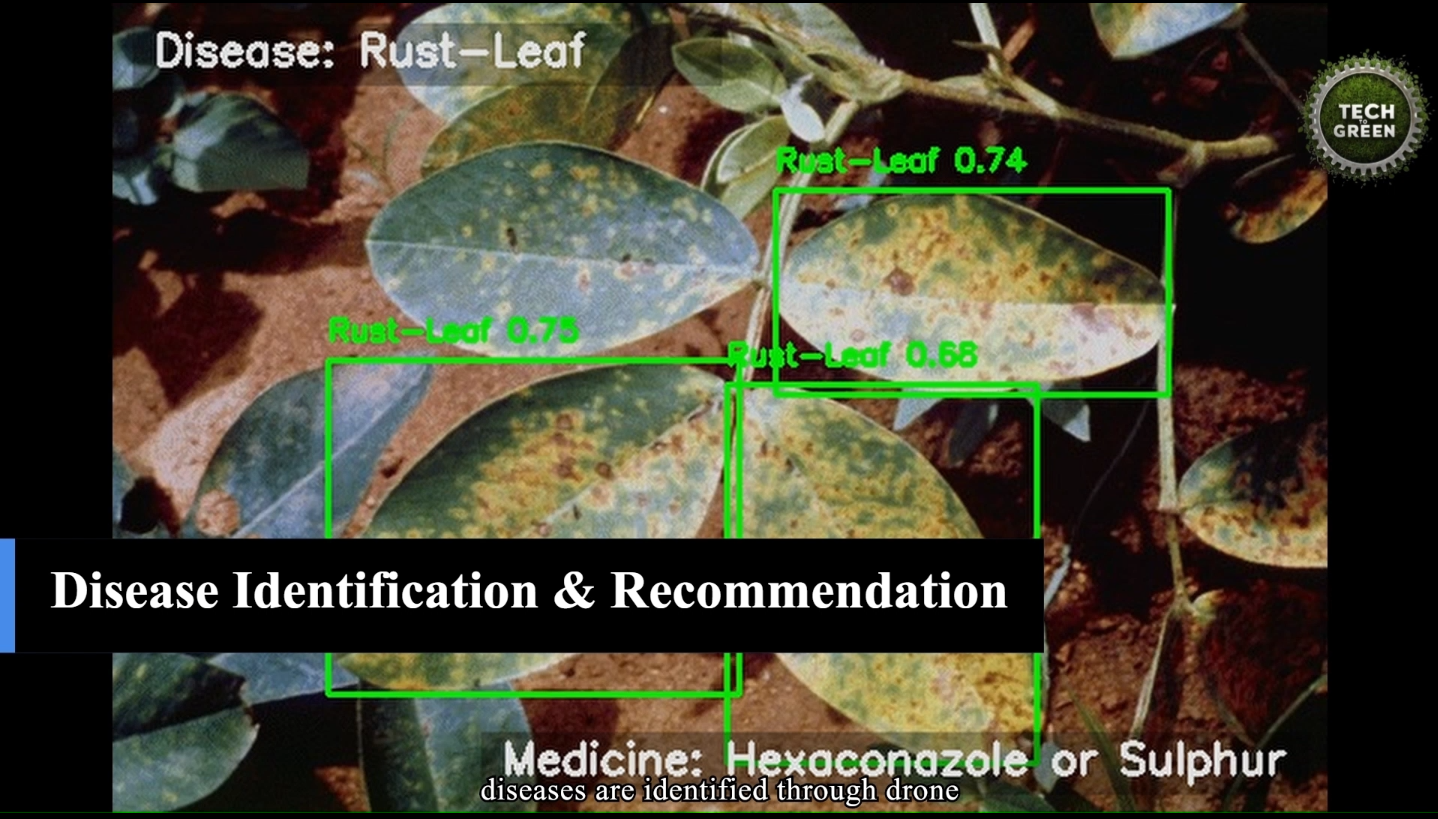 Disease: Rust-Leaf
TECH
TO
GREEN
Rust-Leaf 0.74
Rust-Leaf 0.75
Rust-Leaf 0.68
Disease Identification & Recommendation
Medicine: Hexaconazole or Sulphur
diseases are identified through drone